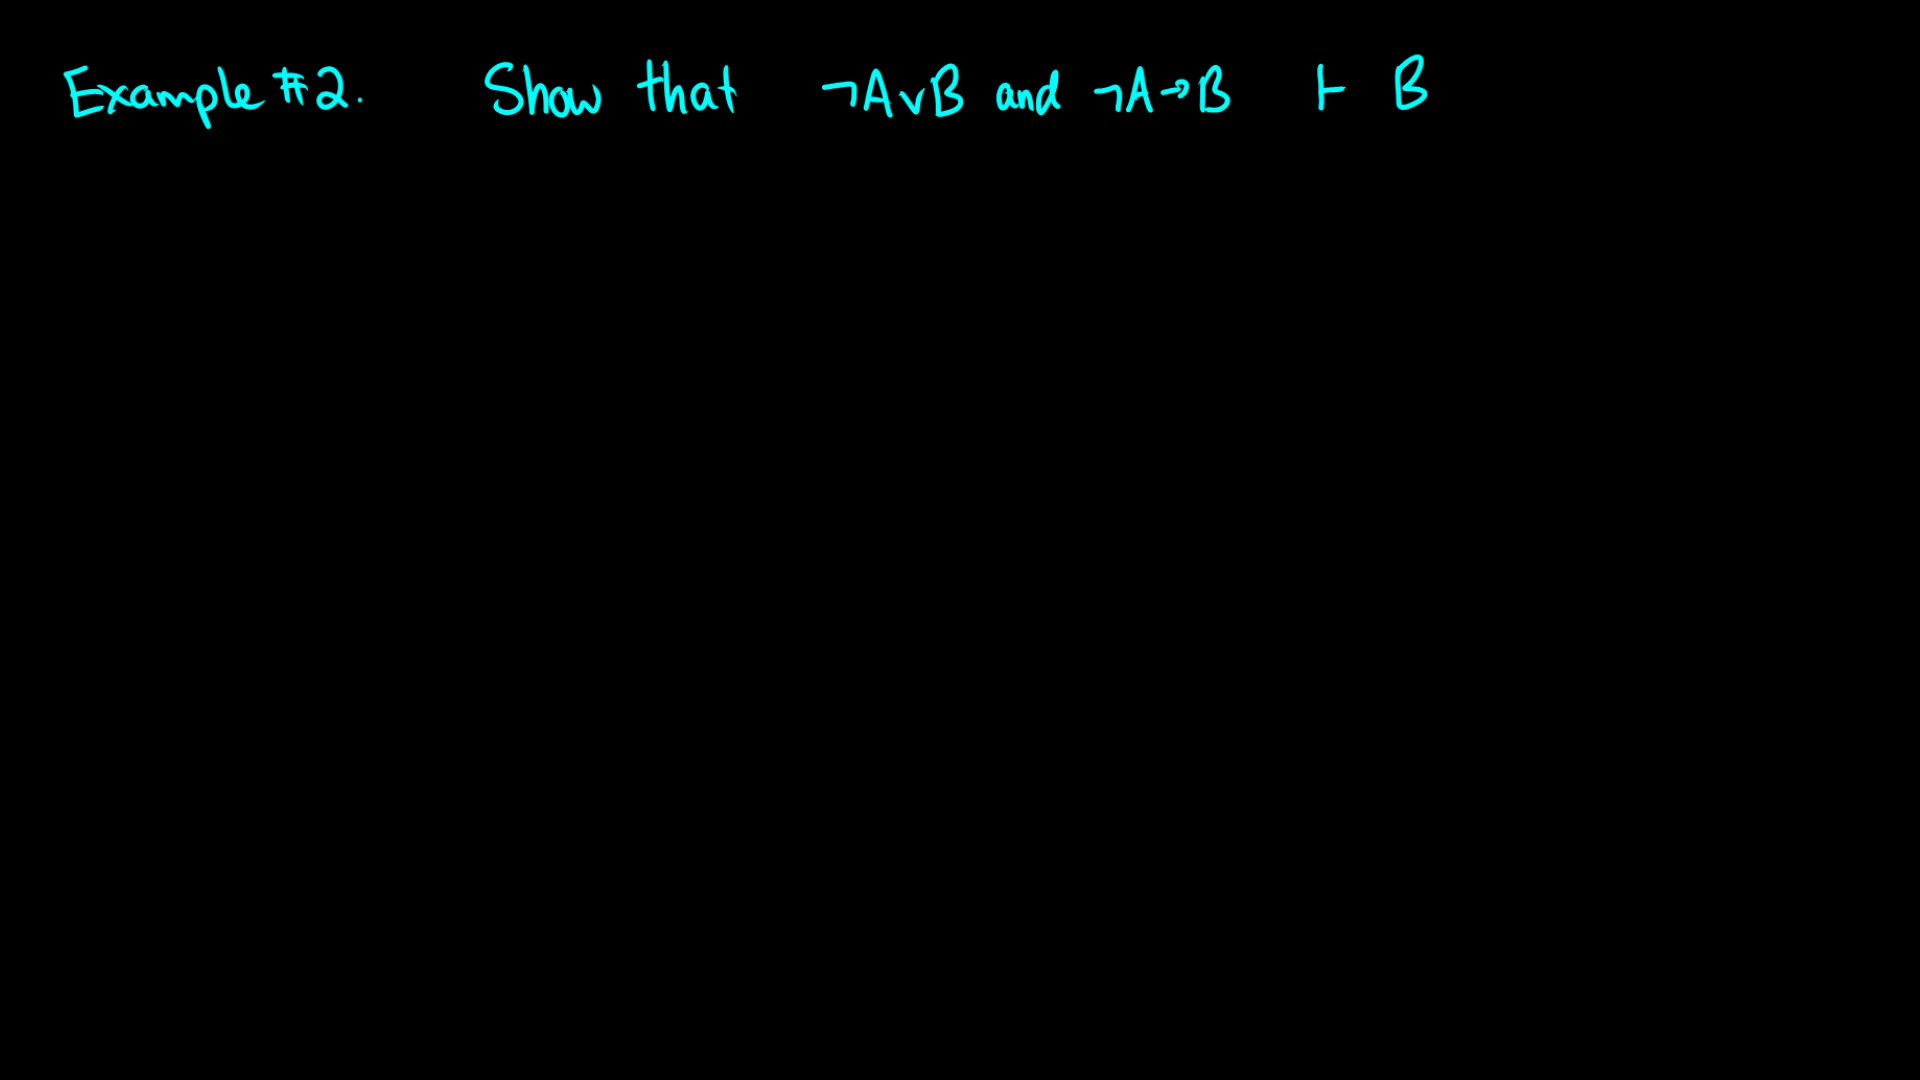 Example #2. Show that ¬A∨B and ¬A→B ⊢ B